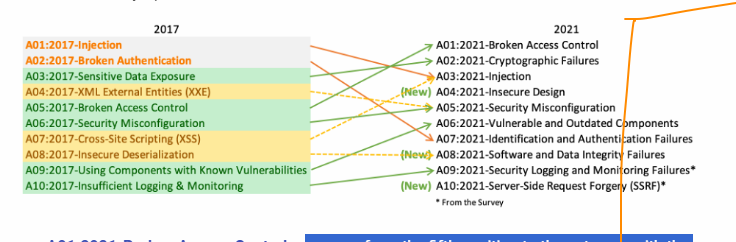 2017
A01:2017-Injection
A02:2017-Broken Authentication
A03:2017-Sensitive Data Exposure
A04:2017-XML External Entities (XXE)
A05:2017-Broken Access Control
A06:2017-Security Misconfiguration
A07:2017-Cross-Site Scripting (XSS)
A08:2017-Insecure Deserialization
A09:2017-Using Components with Known Vulnerabilities
A10:2017-Insufficient Logging & Monitoring
2021
A01:2021-Broken Access Control
A02:2021-Cryptographic Failures
A03:2021-Injection
(New) A04:2021-Insecure Design
A05:2021-Security Misconfiguration
A06:2021-Vulnerable and Outdated Components
A07:2021-Identification and Authentication Failures
(New) A08:2021-Software and Data Integrity Failures
A09:2021-Security Logging and Monitoring Failures*
(New) A10:2021-Server-Side Request Forgery (SSRF)*
* From the Survey